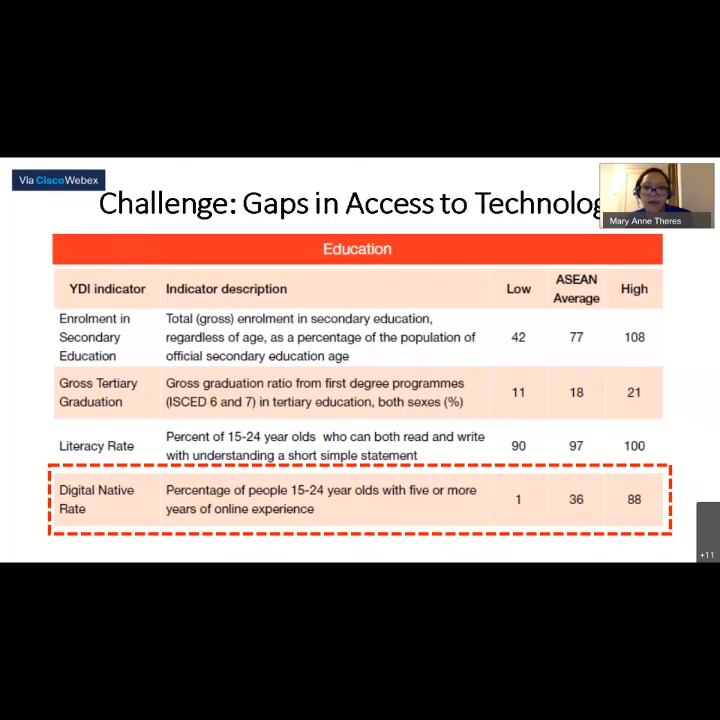 Via CiscoWebex
Challenge: Gaps in Access to Technolog
Mary Anne Theres
Education
YDI indicator Indicator description Low ASEAN Average High
Enrolment in Secondary Education
Total (gross) enrolment in secondary education,
regardless of age, as a percentage of the population of
official secondary education age
42 77 108
Gross Tertiary Graduation
Gross graduation ratio from first degree programmes
(ISCED 6 and 7) in tertiary education, both sexes (%)
11 18 21
Literacy Rate
Percent of 15-24 year olds who can both read and write
with understanding a short simple statement
90 97 100
Digital Native Rate
Percentage of people 15-24 year olds with five or more
years of online experience
1 36 88
+11